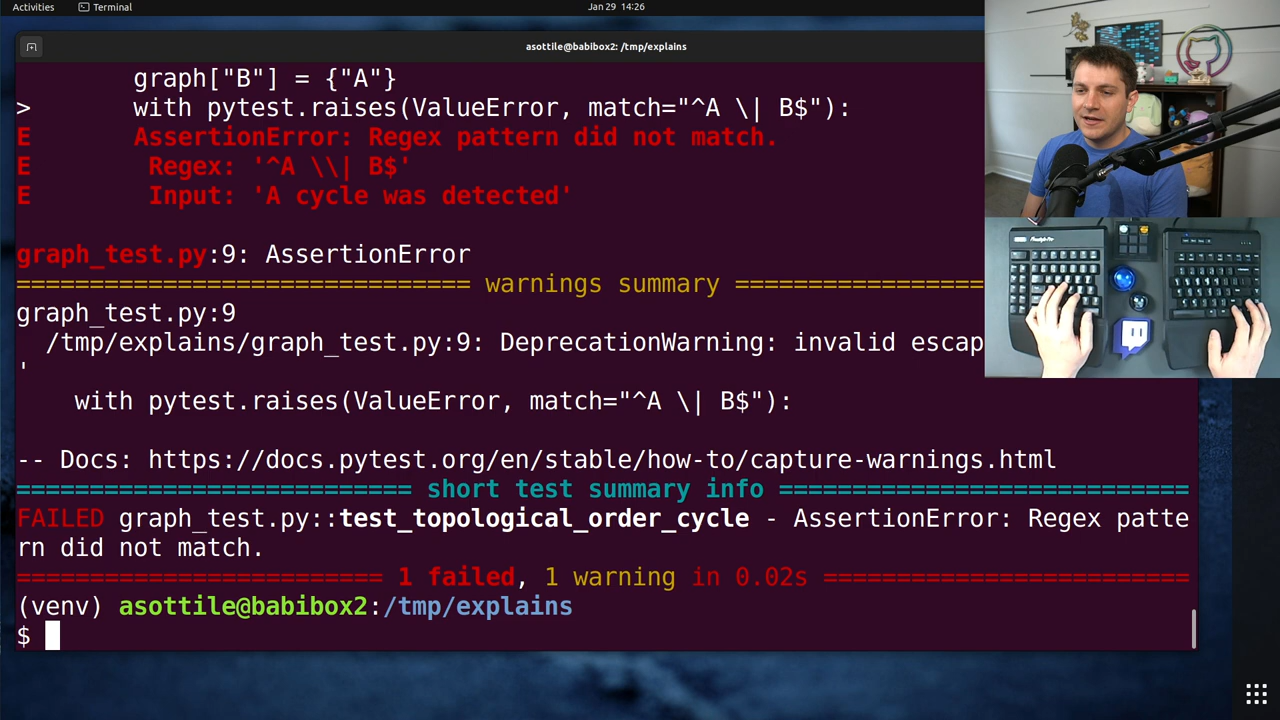 Activities
Terminal
Jan 29 14:26
asottile@babibox2: /tmp/explains
graph["B"] = {"A"}
> with pytest.raises(ValueError, match="^A \| B$"):
E AssertionError: Regex pattern did not match.
E Regex: '^A \\| B$'
E Input: 'A cycle was detected'
graph_test.py:9: AssertionError
============================= warnings summary =================
graph_test.py:9
/tmp/explains/graph_test.py:9: DeprecationWarning: invalid escap
'
with pytest.raises(ValueError, match="^A \| B$"):
-- Docs: https://docs.pytest.org/en/stable/how-to/capture-warnings.html
=========================== short test summary info ============================
FAILED graph_test.py::test_topological_order_cycle - AssertionError: Regex patte
rn did not match.
========================= 1 failed, 1 warning in 0.02s =========================
(venv) asottile@babibox2:/tmp/explains
$